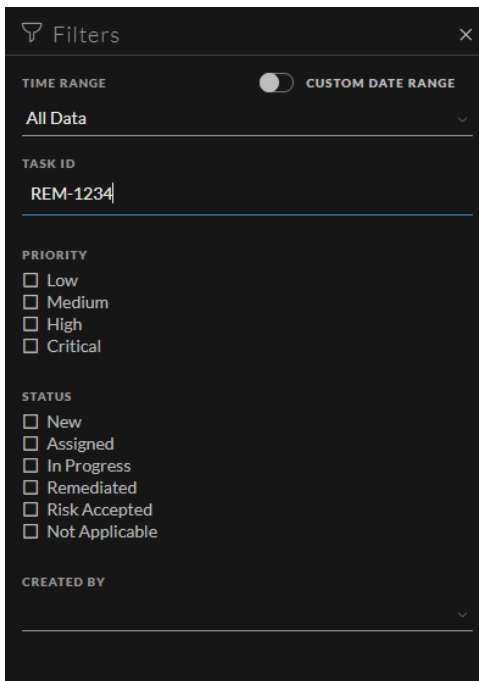 Filters
TIME RANGE CUSTOM DATE RANGE
All Data
TASK ID
REM-1234
PRIORITY
Low
Medium
High
Critical
STATUS
New
Assigned
In Progress
Remediated
Risk Accepted
Not Applicable
CREATED BY